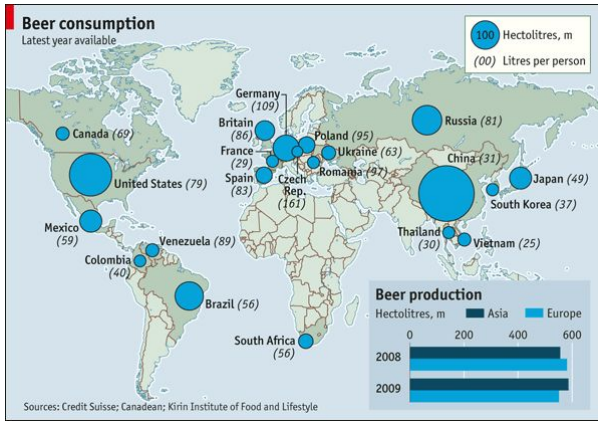 Beer consumption
Latest year available
100 Hectolitres, m
(00) Litres per person
Germany
(109)
Britain
(86)
Poland (95)
Russia (81)
Canada (69)
France
(29)
Ukraine (63)
China (31)
United States (79)
Spain
(83)
Czech
Rep.
(161)
Romania (97)
Japan (49)
South Korea (37)
Mexico
(59)
Venezuela (89)
Thailand
(30)
Vietnam (25)
Colombia
(40)
Brazil (56)
South Africa
(56)
Beer production
Hectolitres, m Asia Europe
0 200 400 600
2008
2009
Sources: Credit Suisse; Canadean; Kirin Institute of Food and Lifestyle